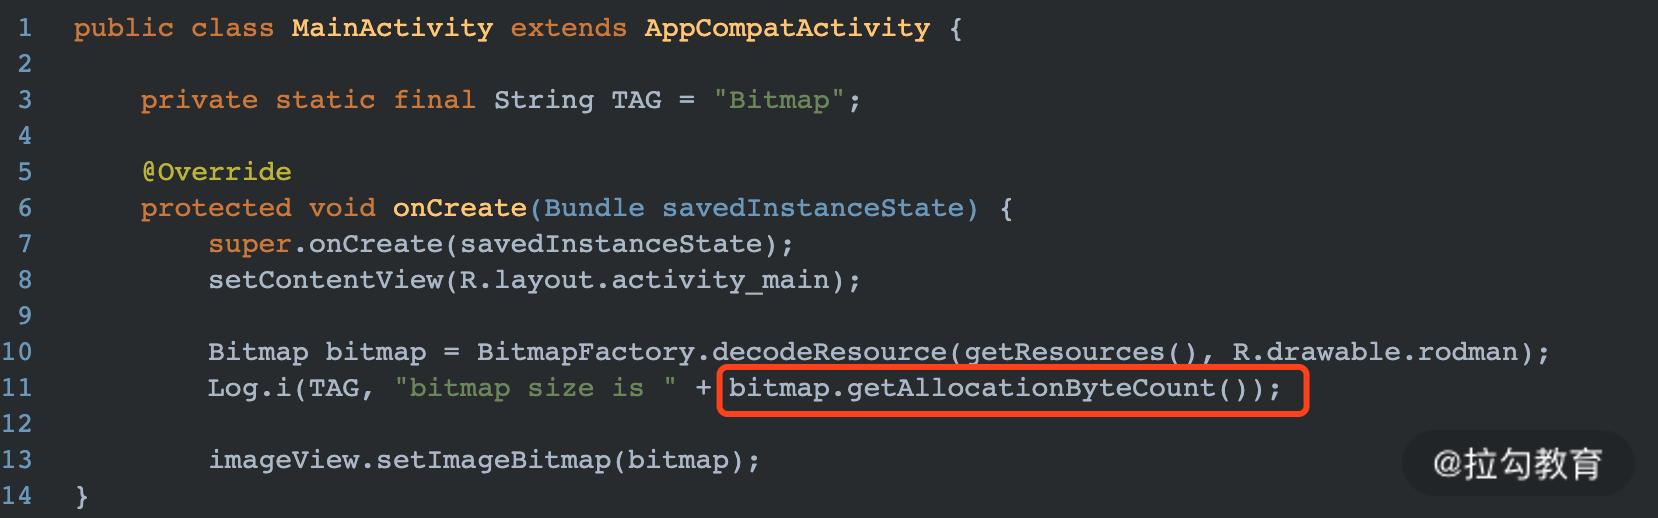 1 public class MainActivity extends AppCompatActivity {
2
3     private static final String TAG = "Bitmap";
4
5     @Override
6     protected void onCreate(Bundle savedInstanceState) {
7         super.onCreate(savedInstanceState);
8         setContentView(R.layout.activity_main);
9
10         Bitmap bitmap = BitmapFactory.decodeResource(getResources(), R.drawable.rodman);
11         Log.i(TAG, "bitmap size is " + bitmap.getAllocationByteCount());
12
13         imageView.setImageBitmap(bitmap);
14 }
@拉勾教育